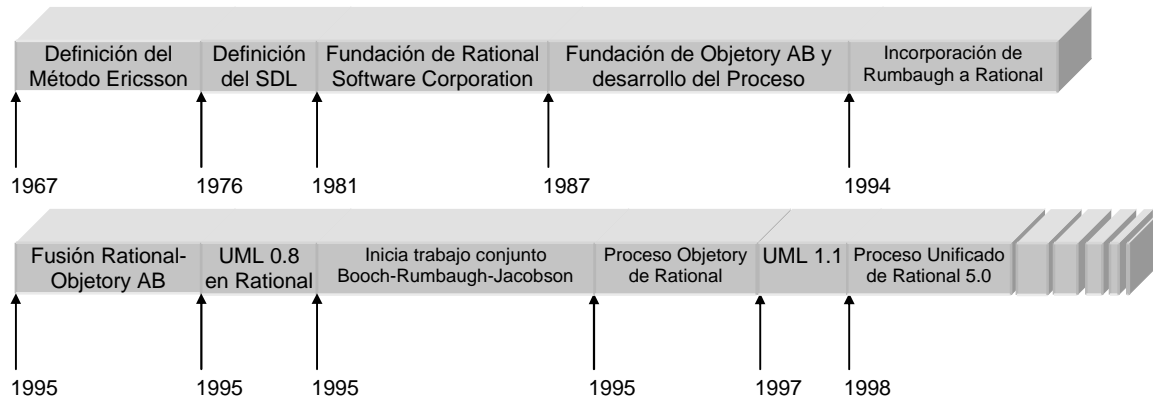 Definición del
Método Ericsson
Definición
del SDL
Fundación de Rational
Software Corporation
Fundación de Objetory AB y
desarrollo del Proceso
Incorporación de
Rumbaugh a Rational
1967
1976
1981
1987
1994
Fusión Rational-
Objetory AB
UML 0.8
en Rational
Inicia trabajo conjunto
Booch-Rumbaugh-Jacobson
Proceso Objetory
de Rational
UML 1.1
Proceso Unificado
de Rational 5.0
1995
1995
1995
1995
1997
1998